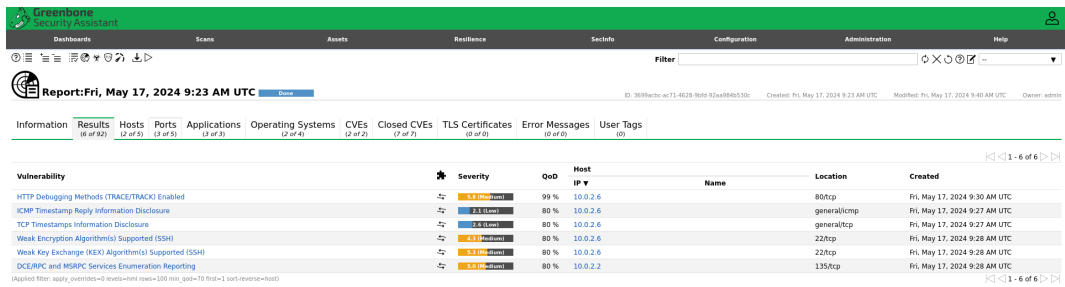 Greenbone
Security Assistant
Dashboards Scans Assets Resilience SecInfo Configuration Administration Help
Filter --
Report:Fri, May 17, 2024 9:23 AM UTC Done ID: 3699acbc-ac71-4628-9bfd-92aa984b530c Created: Fri, May 17, 2024 9:23 AM UTC Modified: Fri, May 17, 2024 9:40 AM UTC Owner: admin
Information Results Hosts Ports Applications Operating Systems CVEs Closed CVEs TLS Certificates Error Messages User Tags
(6 of 92) (2 of 5) (3 of 5) (3 of 3) (2 of 4) (2 of 2) (7 of 7) (0 of 0) (0 of 0) (0)
1 - 6 of 6
Vulnerability Severity QoD Host Location Created
IP ▼ Name
HTTP Debugging Methods (TRACE/TRACK) Enabled 5.8 (Medium) 99 % 10.0.2.6 80/tcp Fri, May 17, 2024 9:30 AM UTC
ICMP Timestamp Reply Information Disclosure 2.1 (Low) 80 % 10.0.2.6 general/icmp Fri, May 17, 2024 9:27 AM UTC
TCP Timestamps Information Disclosure 2.6 (Low) 80 % 10.0.2.6 general/tcp Fri, May 17, 2024 9:27 AM UTC
Weak Encryption Algorithm(s) Supported (SSH) 4.3 (Medium) 80 % 10.0.2.6 22/tcp Fri, May 17, 2024 9:28 AM UTC
Weak Key Exchange (KEX) Algorithm(s) Supported (SSH) 5.3 (Medium) 80 % 10.0.2.6 22/tcp Fri, May 17, 2024 9:28 AM UTC
DCE/RPC and MSRPC Services Enumeration Reporting 5.0 (Medium) 80 % 10.0.2.2 135/tcp Fri, May 17, 2024 9:28 AM UTC
(Applied filter: apply_overrides=0 levels=hml rows=100 min_qod=70 first=1 sort-reverse=host) 1 - 6 of 6